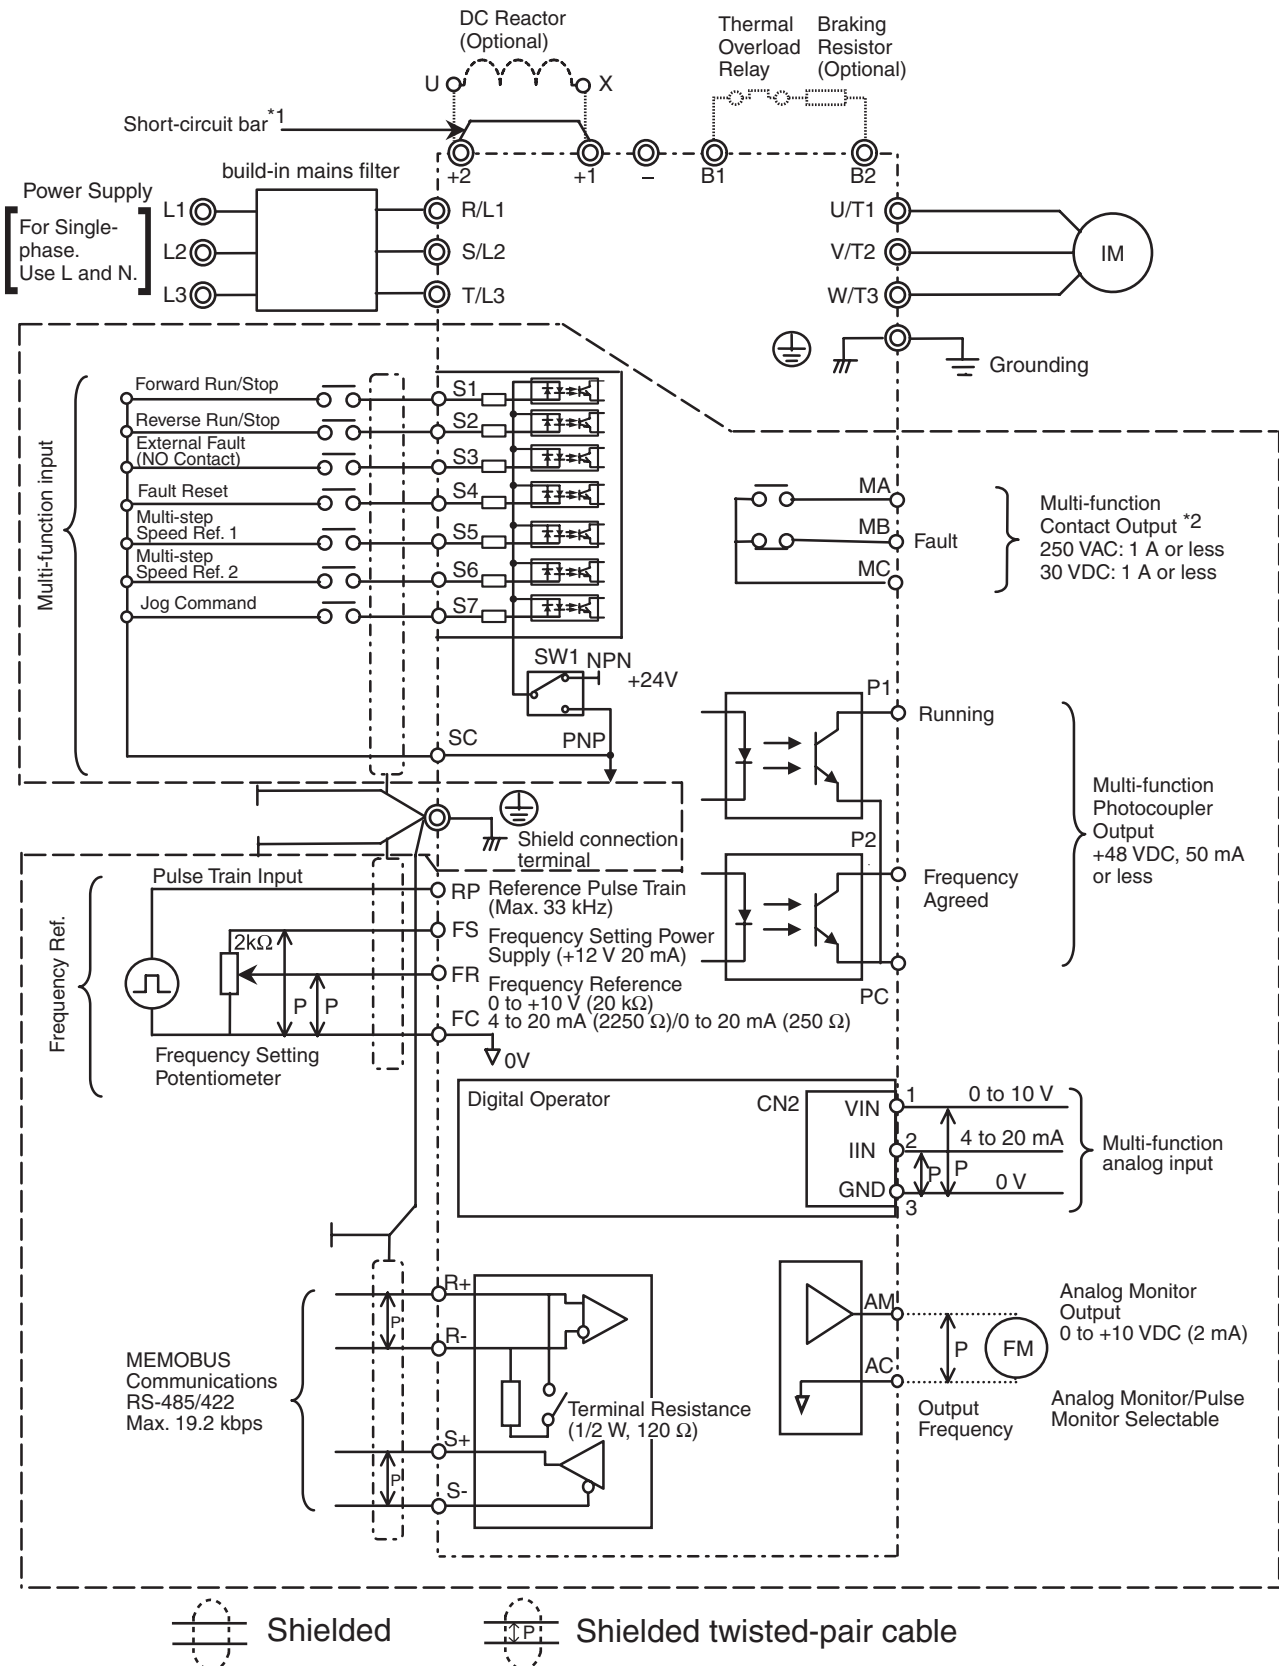 DC Reactor
(Optional)
Thermal
Overload
Relay
Braking
Resistor
(Optional)
U
X
Short-circuit bar*1
+2
+1
–
B1
B2
build-in mains filter
Power Supply
For Single-
phase.
Use L and N.
L1
L2
L3
R/L1
S/L2
T/L3
U/T1
V/T2
W/T3
IM
Grounding
Multi-function input
Forward Run/Stop
Reverse Run/Stop
External Fault
(NO Contact)
Fault Reset
Multi-step
Speed Ref. 1
Multi-step
Speed Ref. 2
Jog Command
S1
S2
S3
S4
S5
S6
S7
SW1
NPN
+24V
PNP
SC
MA
MB
MC
Fault
Multi-function
Contact Output *2
250 VAC: 1 A or less
30 VDC: 1 A or less
P1
Running
P2
Frequency
Agreed
PC
Multi-function
Photocoupler
Output
+48 VDC, 50 mA
or less
Shield connection
terminal
Frequency Ref.
Pulse Train Input
2kΩ
P
P
Frequency Setting
Potentiometer
RP
Reference Pulse Train
(Max. 33 kHz)
FS
Frequency Setting Power
Supply (+12 V 20 mA)
FR
Frequency Reference
0 to +10 V (20 kΩ)
FC
4 to 20 mA (2250 Ω)/0 to 20 mA (250 Ω)
0V
Digital Operator
CN2
VIN
IIN
GND
1
2
3
0 to 10 V
4 to 20 mA
0 V
P
P
Multi-function
analog input
MEMOBUS
Communications
RS-485/422
Max. 19.2 kbps
P
P
R+
R-
S+
S-
Terminal Resistance
(1/2 W, 120 Ω)
AM
AC
P
FM
Output
Frequency
Analog Monitor
Output
0 to +10 VDC (2 mA)
Analog Monitor/Pulse
Monitor Selectable
Shielded
P
Shielded twisted-pair cable